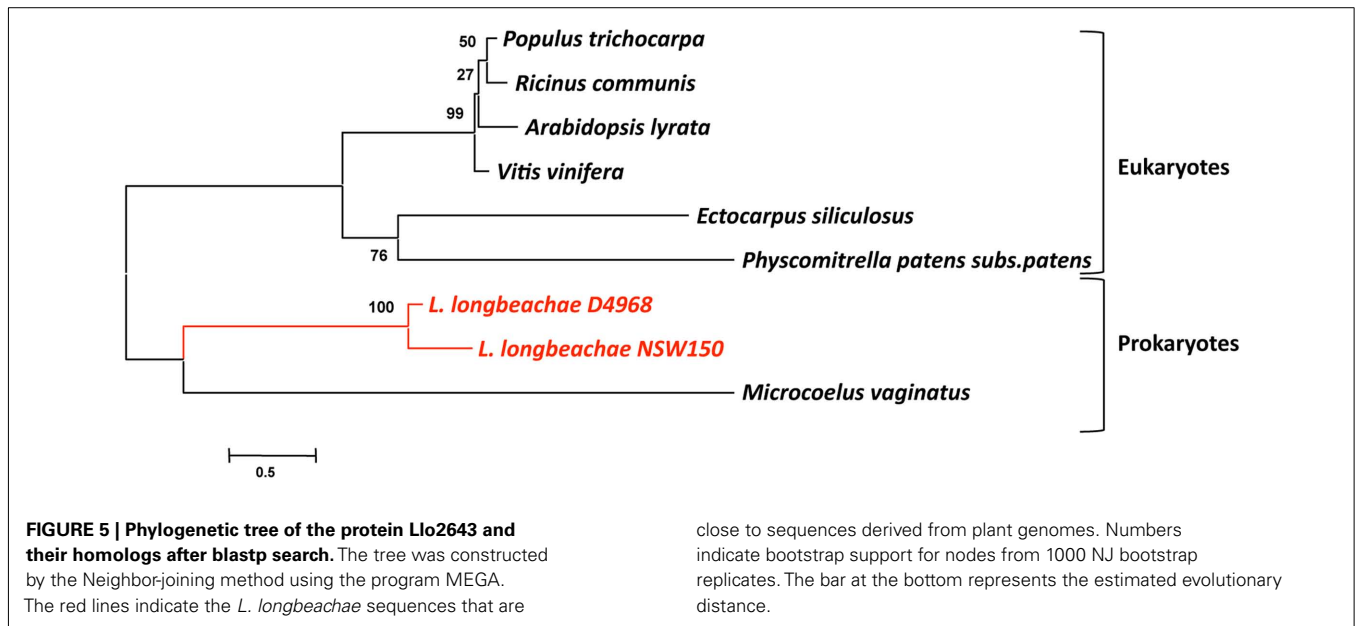 50
Populus trichocarpa
27
Ricinus communis
99
Arabidopsis lyrata
Vitis vinifera
Eukaryotes
Ectocarpus siliculosus
76
Physcomitrella patens subs.patens
100
L. longbeachae D4968
L. longbeachae NSW150
Prokaryotes
Microcoelus vaginatus
0.5
FIGURE 5 | Phylogenetic tree of the protein Llo2643 and
their homologs after blastp search. The tree was constructed
by the Neighbor-joining method using the program MEGA.
The red lines indicate the L. longbeachae sequences that are
close to sequences derived from plant genomes. Numbers
indicate bootstrap support for nodes from 1000 NJ bootstrap
replicates. The bar at the bottom represents the estimated evolutionary
distance.